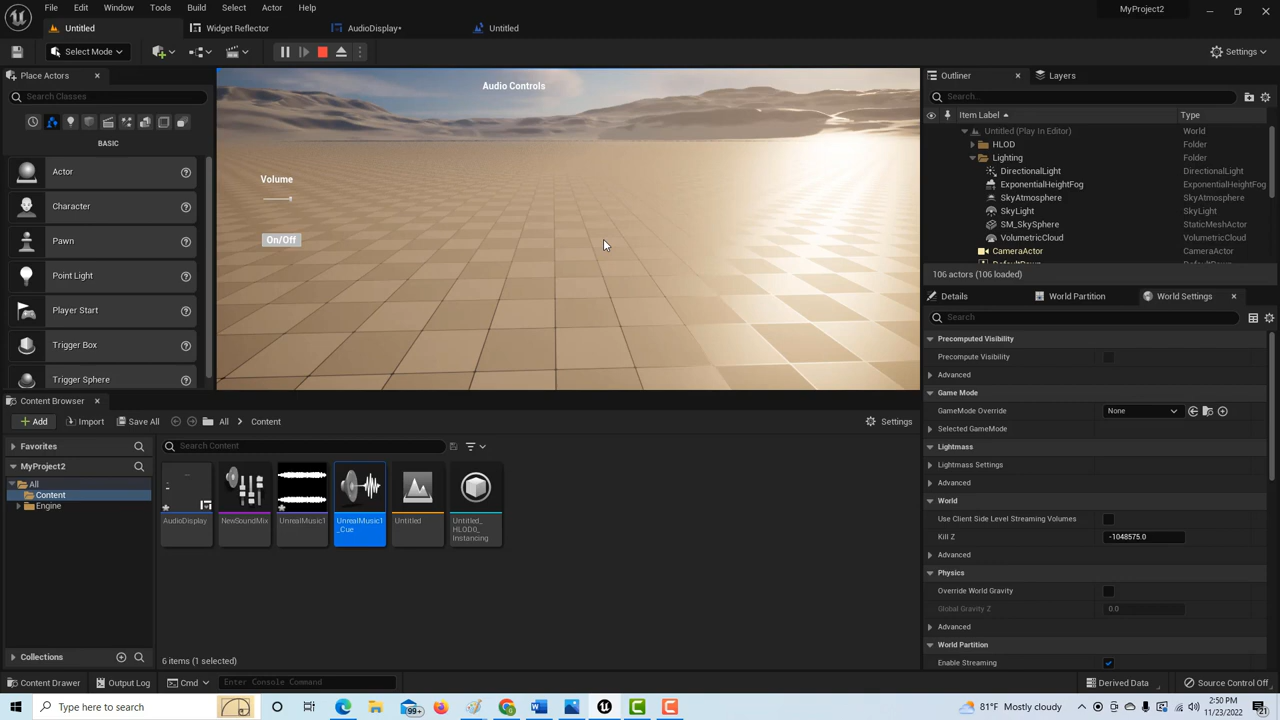 File Edit Window Tools Build Select Actor Help
MyProject2
Untitled
Widget Reflector
AudioDisplay*
Untitled
Select Mode
Settings
Place Actors
Search Classes
BASIC
Actor
Character
Pawn
Point Light
Player Start
Trigger Box
Trigger Sphere
Audio Controls
Volume
On/Off
Outliner
Layers
Search...
Item Label
Type
Untitled (Play In Editor) World
HLOD Folder
Lighting Folder
DirectionalLight DirectionalLight
ExponentialHeightFog ExponentialHeightFog
SkyAtmosphere SkyAtmosphere
SkyLight SkyLight
SM_SkySphere StaticMeshActor
VolumetricCloud VolumetricCloud
CameraActor CameraActor
106 actors (106 loaded)
Details
World Partition
World Settings
Search
Precomputed Visibility
Precompute Visibility
Advanced
Game Mode
GameMode Override None
Selected GameMode
Lightmass
Lightmass Settings
Advanced
World
Use Client Side Level Streaming Volumes
Kill Z -1048575.0
Advanced
Physics
Override World Gravity
Global Gravity Z 0.0
Advanced
World Partition
Enable Streaming
Content Browser
Add Import Save All All Content
Settings
Favorites
MyProject2
All
Content
Engine
Collections
Search Content
AudioDisplay
NewSoundMix
UnrealMusic1
UnrealMusic1
_Cue
Untitled
Untitled_
HLOD0_
Instancing
6 items (1 selected)
Content Drawer Output Log Cmd Enter Console Command
Derived Data Source Control Off
Type here to search
99+
81°F Mostly cloudy
2:50 PM
11/23/2022